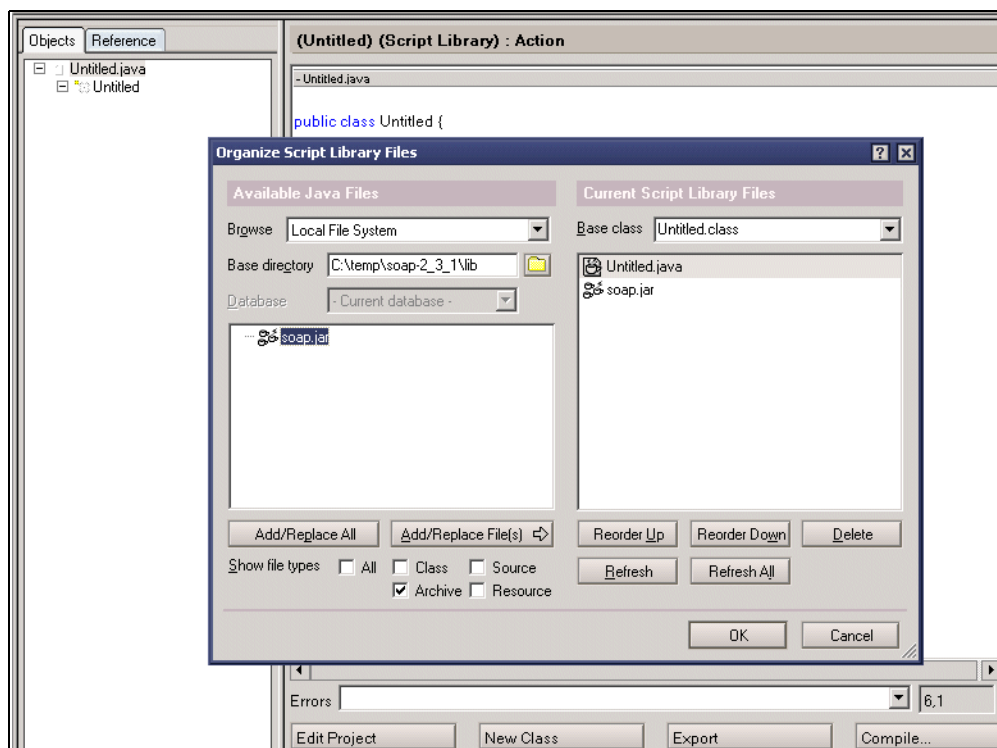 Objects Reference
(Untitled) (Script Library) : Action
Untitled.java
Untitled
- Untitled.java
public class Untitled {
Organize Script Library Files
Available Java Files
Browse Local File System
Base directory C:\temp\soap-2_3_1\lib
Database - Current database -
soap.jar
Add/Replace All Add/Replace File(s)
Show file types All Class Source
Archive Resource
Current Script Library Files
Base class Untitled.class
Untitled.java
soap.jar
Reorder Up Reorder Down Delete
Refresh Refresh All
OK Cancel
Errors 6,1
Edit Project New Class Export Compile...